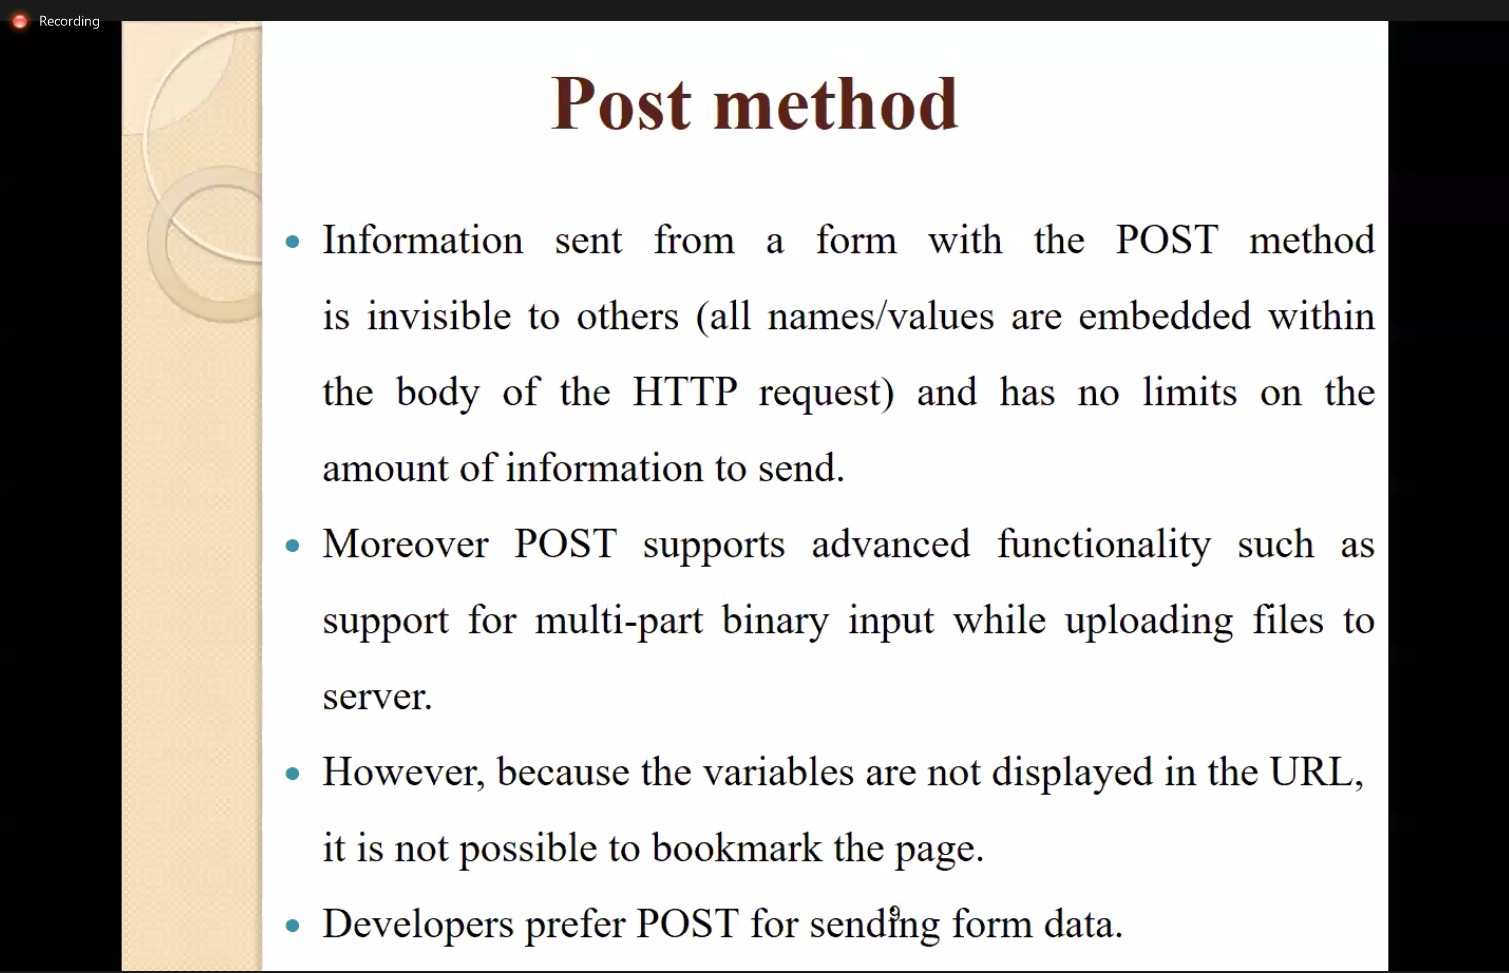 Recording
Post method
• Information sent from a form with the POST method
is invisible to others (all names/values are embedded within
the body of the HTTP request) and has no limits on the
amount of information to send.
• Moreover POST supports advanced functionality such as
support for multi-part binary input while uploading files to
server.
• However, because the variables are not displayed in the URL,
it is not possible to bookmark the page.
• Developers prefer POST for sending form data.
9